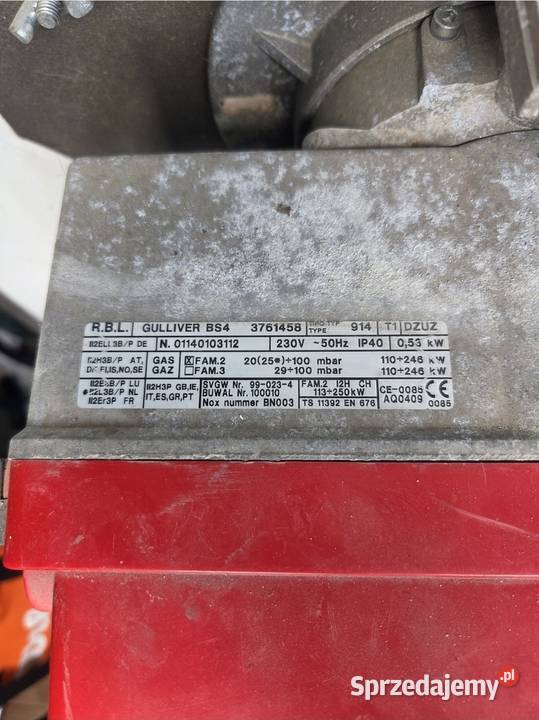 R.B.L. GULLIVER BS4 3761458 TIPO-TYP TYPE 914 T1 DZUZ
II2ELL3B/P DE N. 01140103112 230V ~50Hz IP40 0,53 kW
II2H3B/P AT, GAS ☒ FAM.2 20(25*)÷100 mbar 110÷246 kW
DK,FI,IS,NO,SE GAZ ☐ FAM.3 29÷100 mbar 110÷246 kW
II2E3B/P LU II2H3P GB,IE, SVGW Nr. 99-023-4 FAM.2 I2H CH CE-0085
II2L3B/P NL IT,ES,GR,PT BUWAL Nr. 100010 113÷250kW AQ0409
II2Er3P FR Nox nummer BN003 TS 11392 EN 676 CE 0085
Sprzedajemy.pl